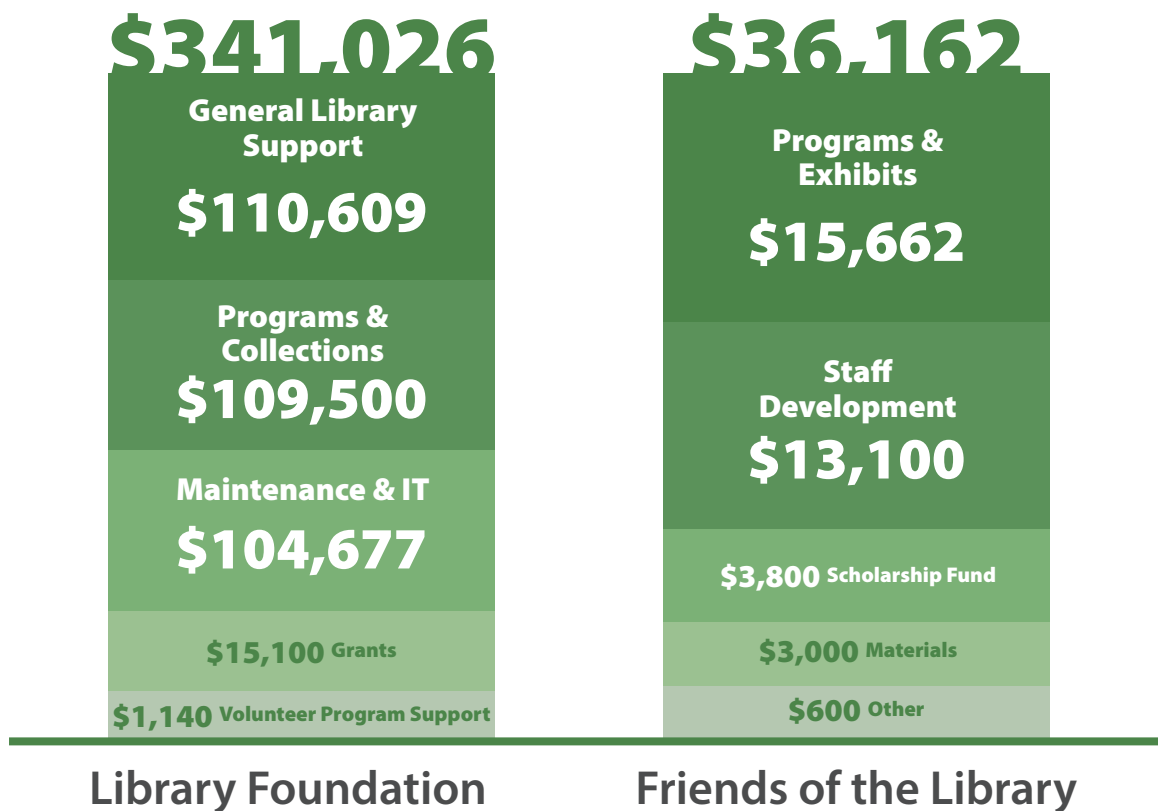 $341,026
General Library
Support
$110,609
Programs &
Collections
$109,500
Maintenance & IT
$104,677
$15,100 Grants
$1,140 Volunteer Program Support
Library Foundation
$36,162
Programs &
Exhibits
$15,662
Staff
Development
$13,100
$3,800 Scholarship Fund
$3,000 Materials
$600 Other
Friends of the Library